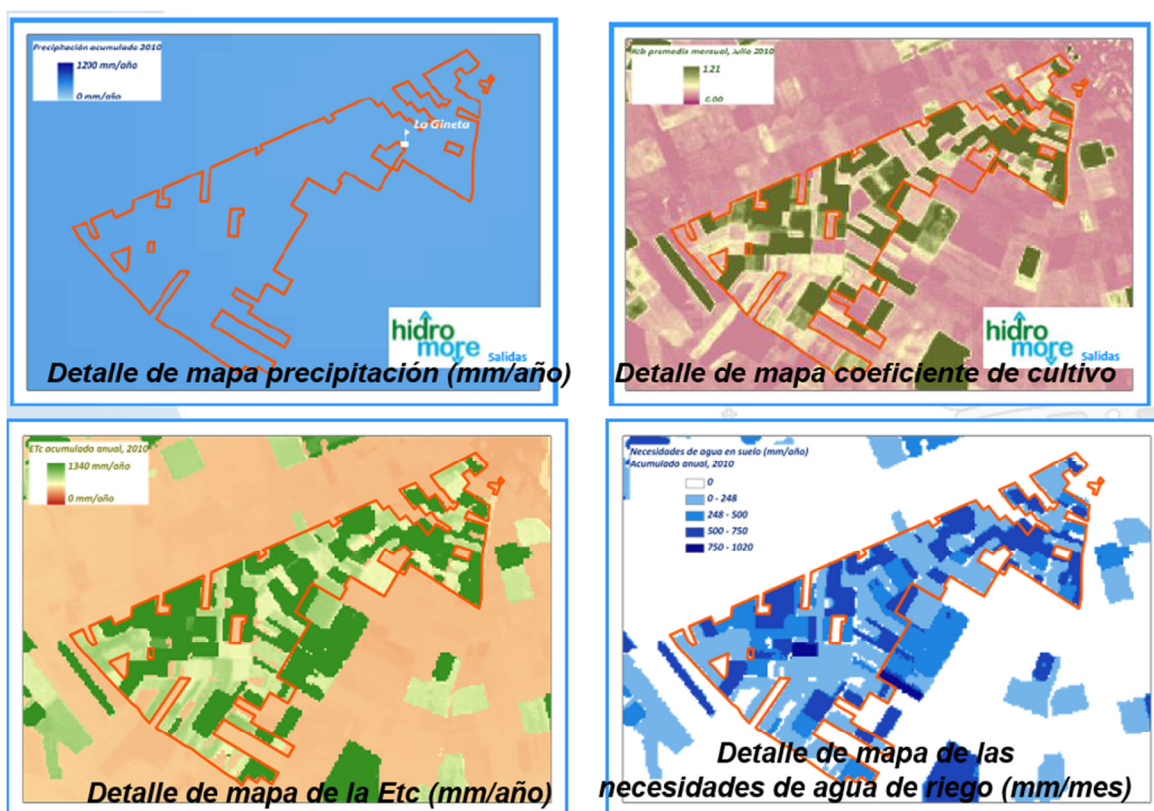 Precipitación acumulada 2010
1200 mm/año
0 mm/año
La Gineta
hidro
more
Salidas
Detalle de mapa precipitación (mm/año)
Kcb promedio mensual, Julio 2010
1.21
0.00
hidro
more
Salidas
Detalle de mapa coeficiente de cultivo
ETc acumulado anual, 2010
1340 mm/año
0 mm/año
Detalle de mapa de la Etc (mm/año)
Necesidades de agua en suelo (mm/año)
Acumulado anual, 2010
0
0 - 248
248 - 500
500 - 750
750 - 1020
Detalle de mapa de las
necesidades de agua de riego (mm/mes)